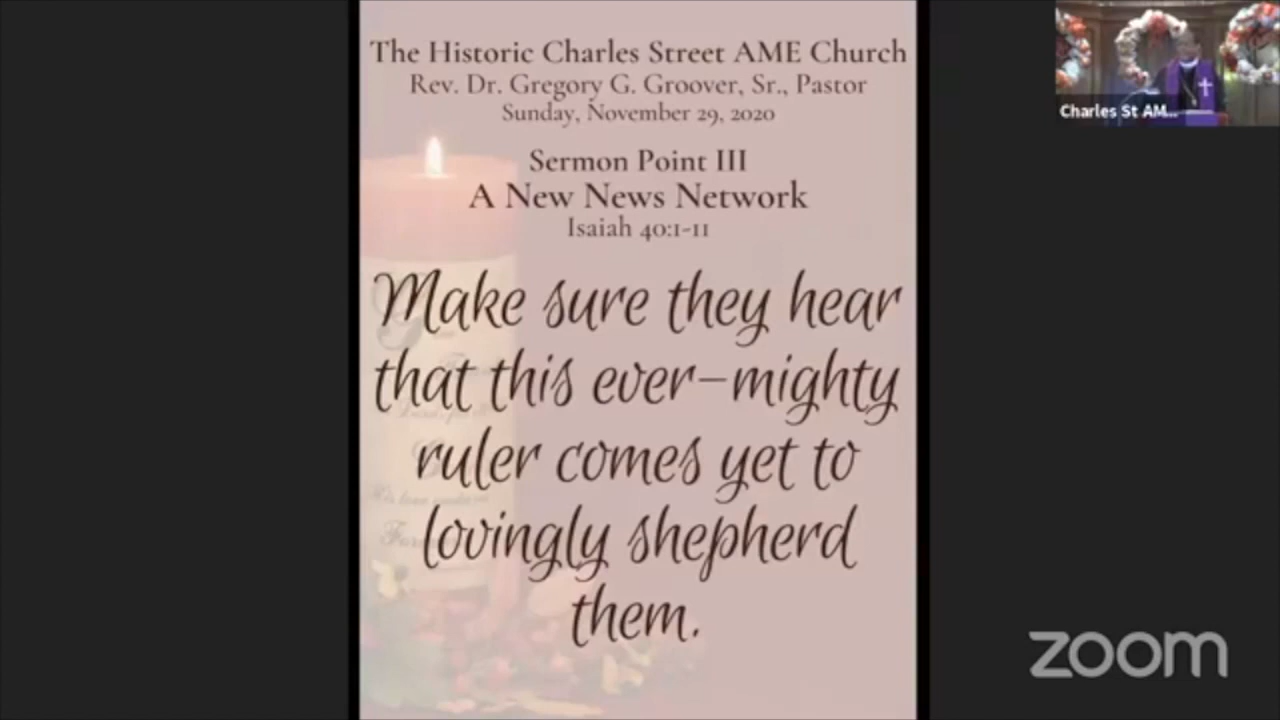 The Historic Charles Street AME Church
Rev. Dr. Gregory G. Groover, Sr., Pastor
Sunday, November 29, 2020
Sermon Point III
A New News Network
Isaiah 40:1-11
Make sure they hear
that this ever-mighty
ruler comes yet to
lovingly shepherd
them.
Charles St AM...
zoom